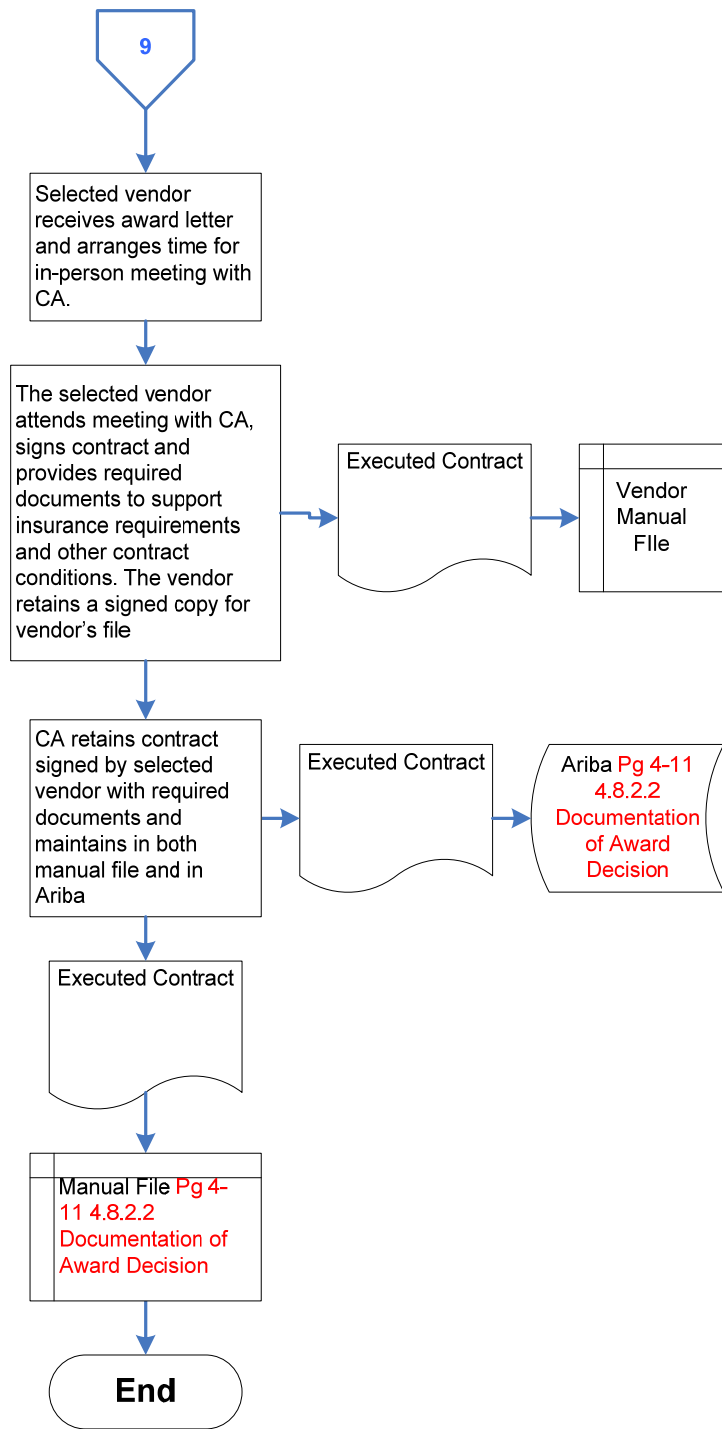 9
Selected vendor
receives award letter
and arranges time for
in-person meeting with
CA.
The selected vendor
attends meeting with CA,
signs contract and
provides required
documents to support
insurance requirements
and other contract
conditions. The vendor
retains a signed copy for
vendor's file
Executed Contract
Vendor
Manual
FIle
CA retains contract
signed by selected
vendor with required
documents and
maintains in both
manual file and in
Ariba
Executed Contract
Ariba Pg 4-11
4.8.2.2
Documentation
of Award
Decision
Executed Contract
Manual File Pg 4-
11 4.8.2.2
Documentation of
Award Decision
End